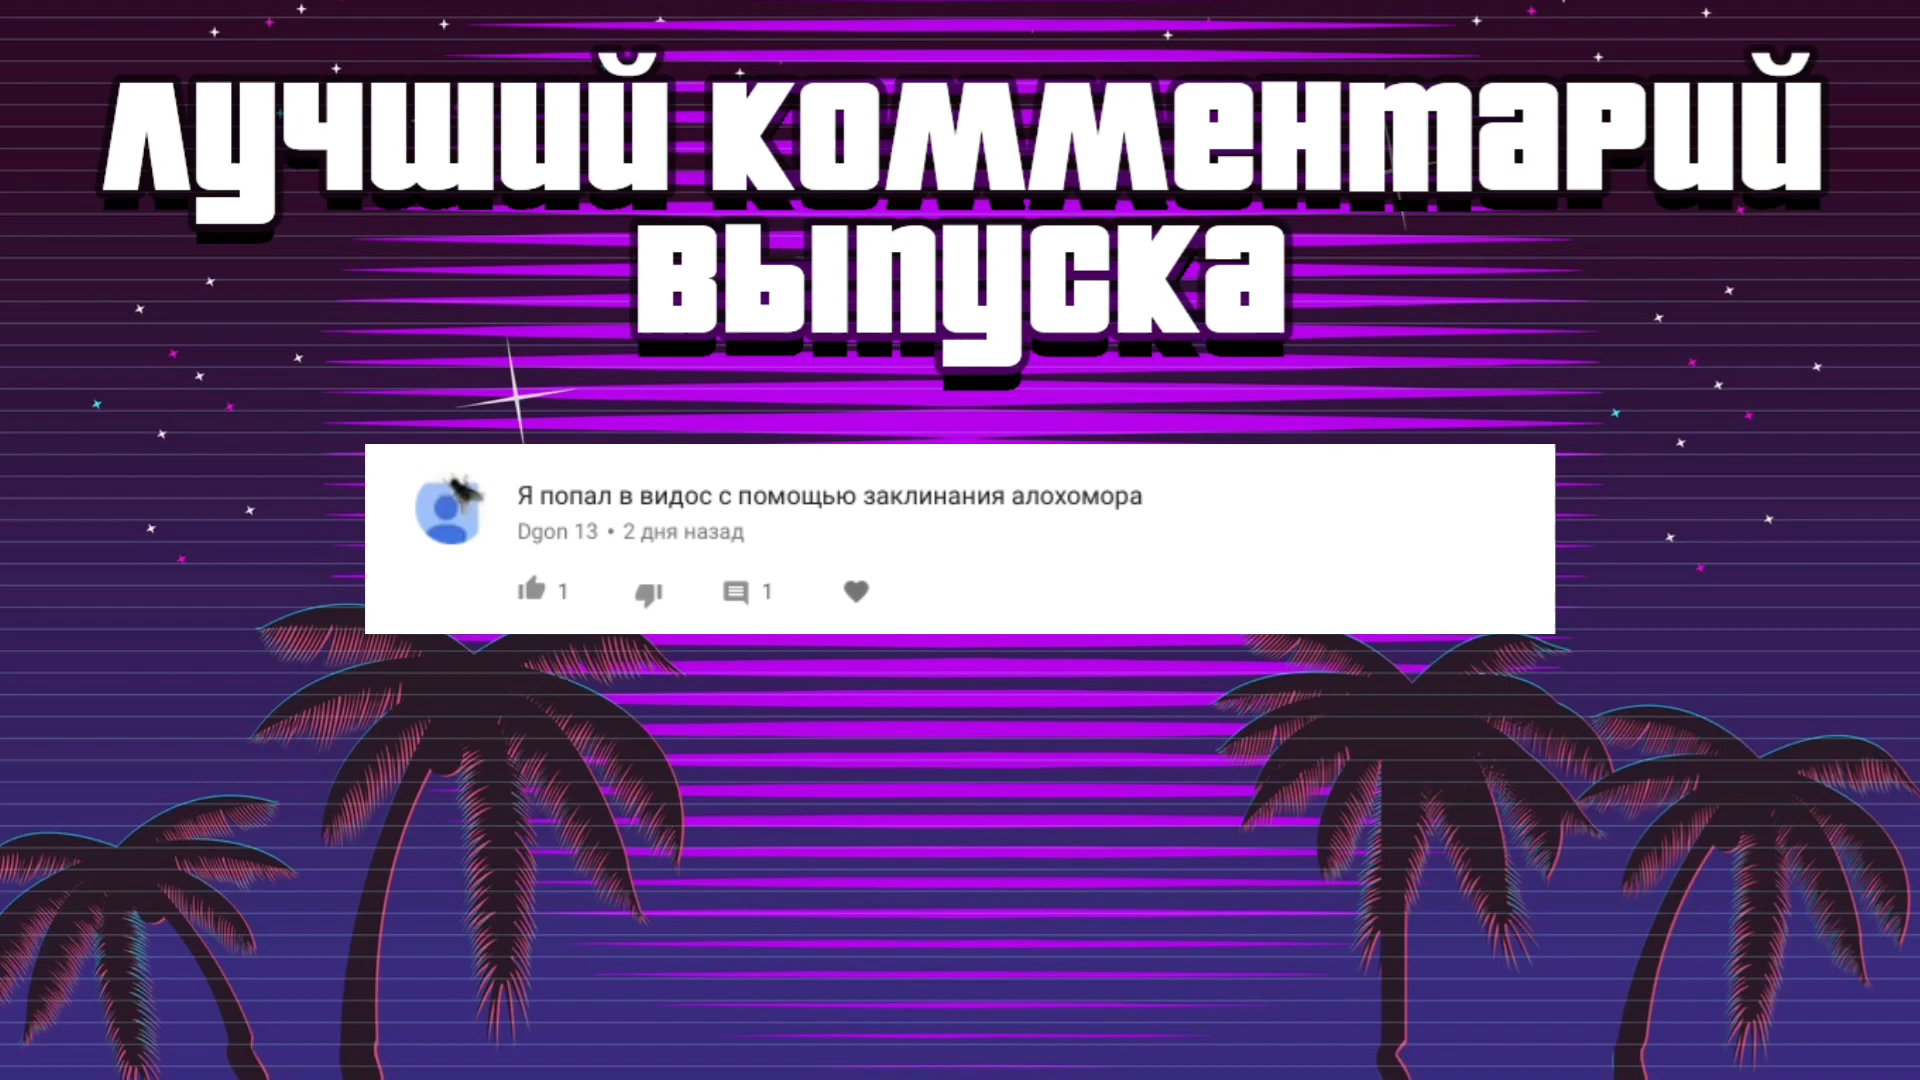 Лучший комментарий
выпуска
Я попал в видос с помощью заклинания алохомора
Dgon 13 • 2 дня назад
1 1